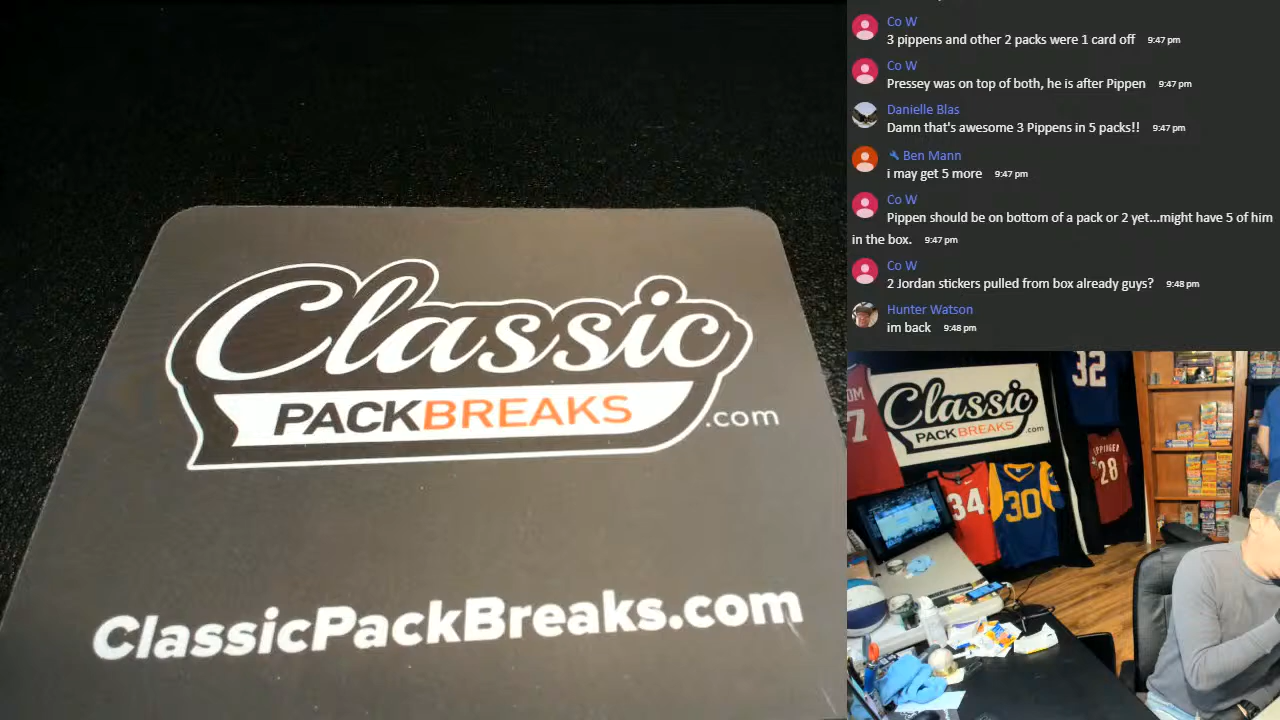 Classic
PACKBREAKS
.com
ClassicPackBreaks.com
Co W
3 pippens and other 2 packs were 1 card off 9:47 pm
Co W
Pressey was on top of both, he is after Pippen 9:47 pm
Danielle Blas
Damn that's awesome 3 Pippens in 5 packs!! 9:47 pm
Ben Mann
i may get 5 more 9:47 pm
Co W
Pippen should be on bottom of a pack or 2 yet...might have 5 of him
in the box. 9:47 pm
Co W
2 Jordan stickers pulled from box already guys? 9:48 pm
Hunter Watson
im back 9:48 pm
32
7
Classic
PACKBREAKS
.com
34
30
28